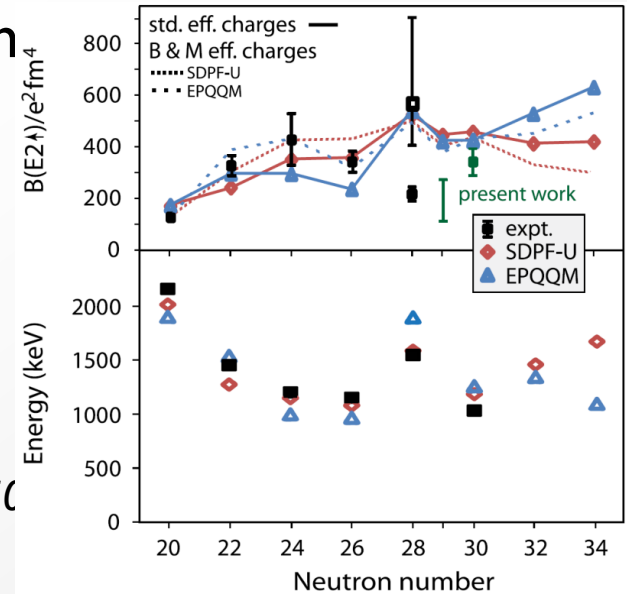 n
std. eff. charges
B & M eff. charges
SDPF-U
EPQQM
B(E2↑)/e²fm⁴
800
600
400
200
0
present work
expt.
SDPF-U
EPQQM
Energy (keV)
2000
1500
1000
500
0
20 22 24 26 28 30 32 34
Neutron number